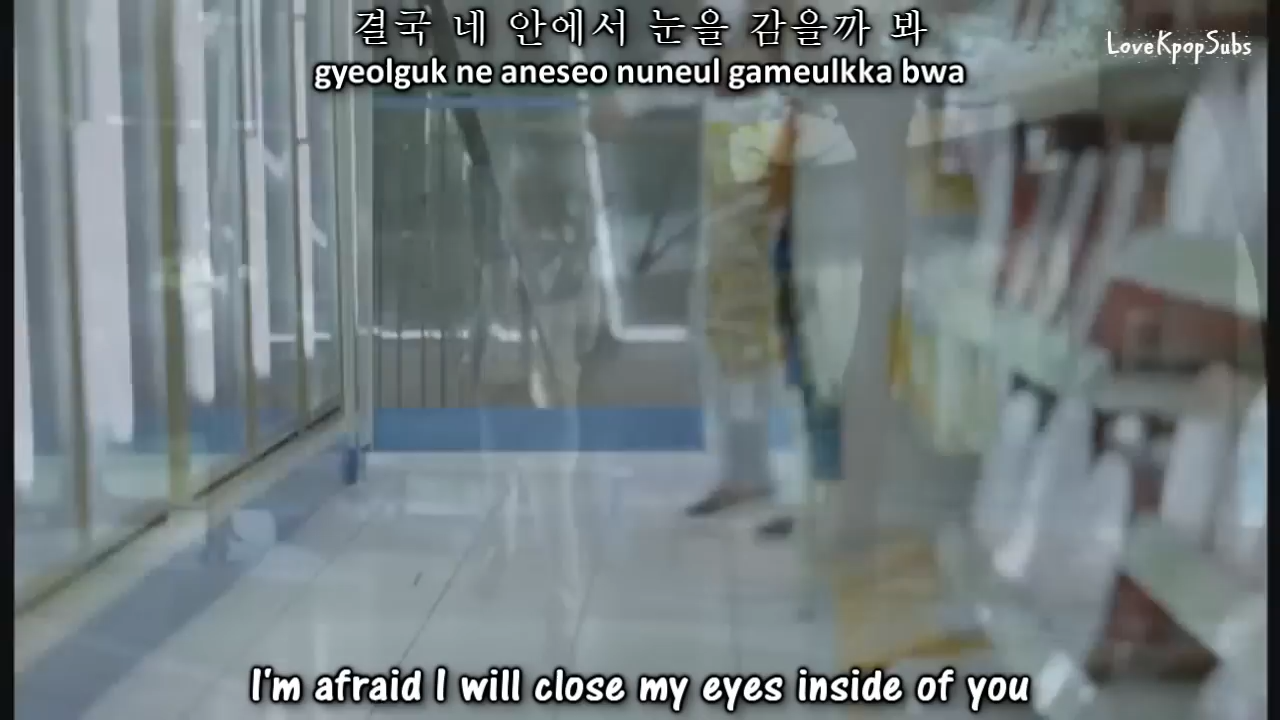 결국 네 안에서 눈을 감을까 봐
LoveKpopSubs
gyeolguk ne aneseo nuneul gameulkka bwa
I'm afraid I will close my eyes inside of you